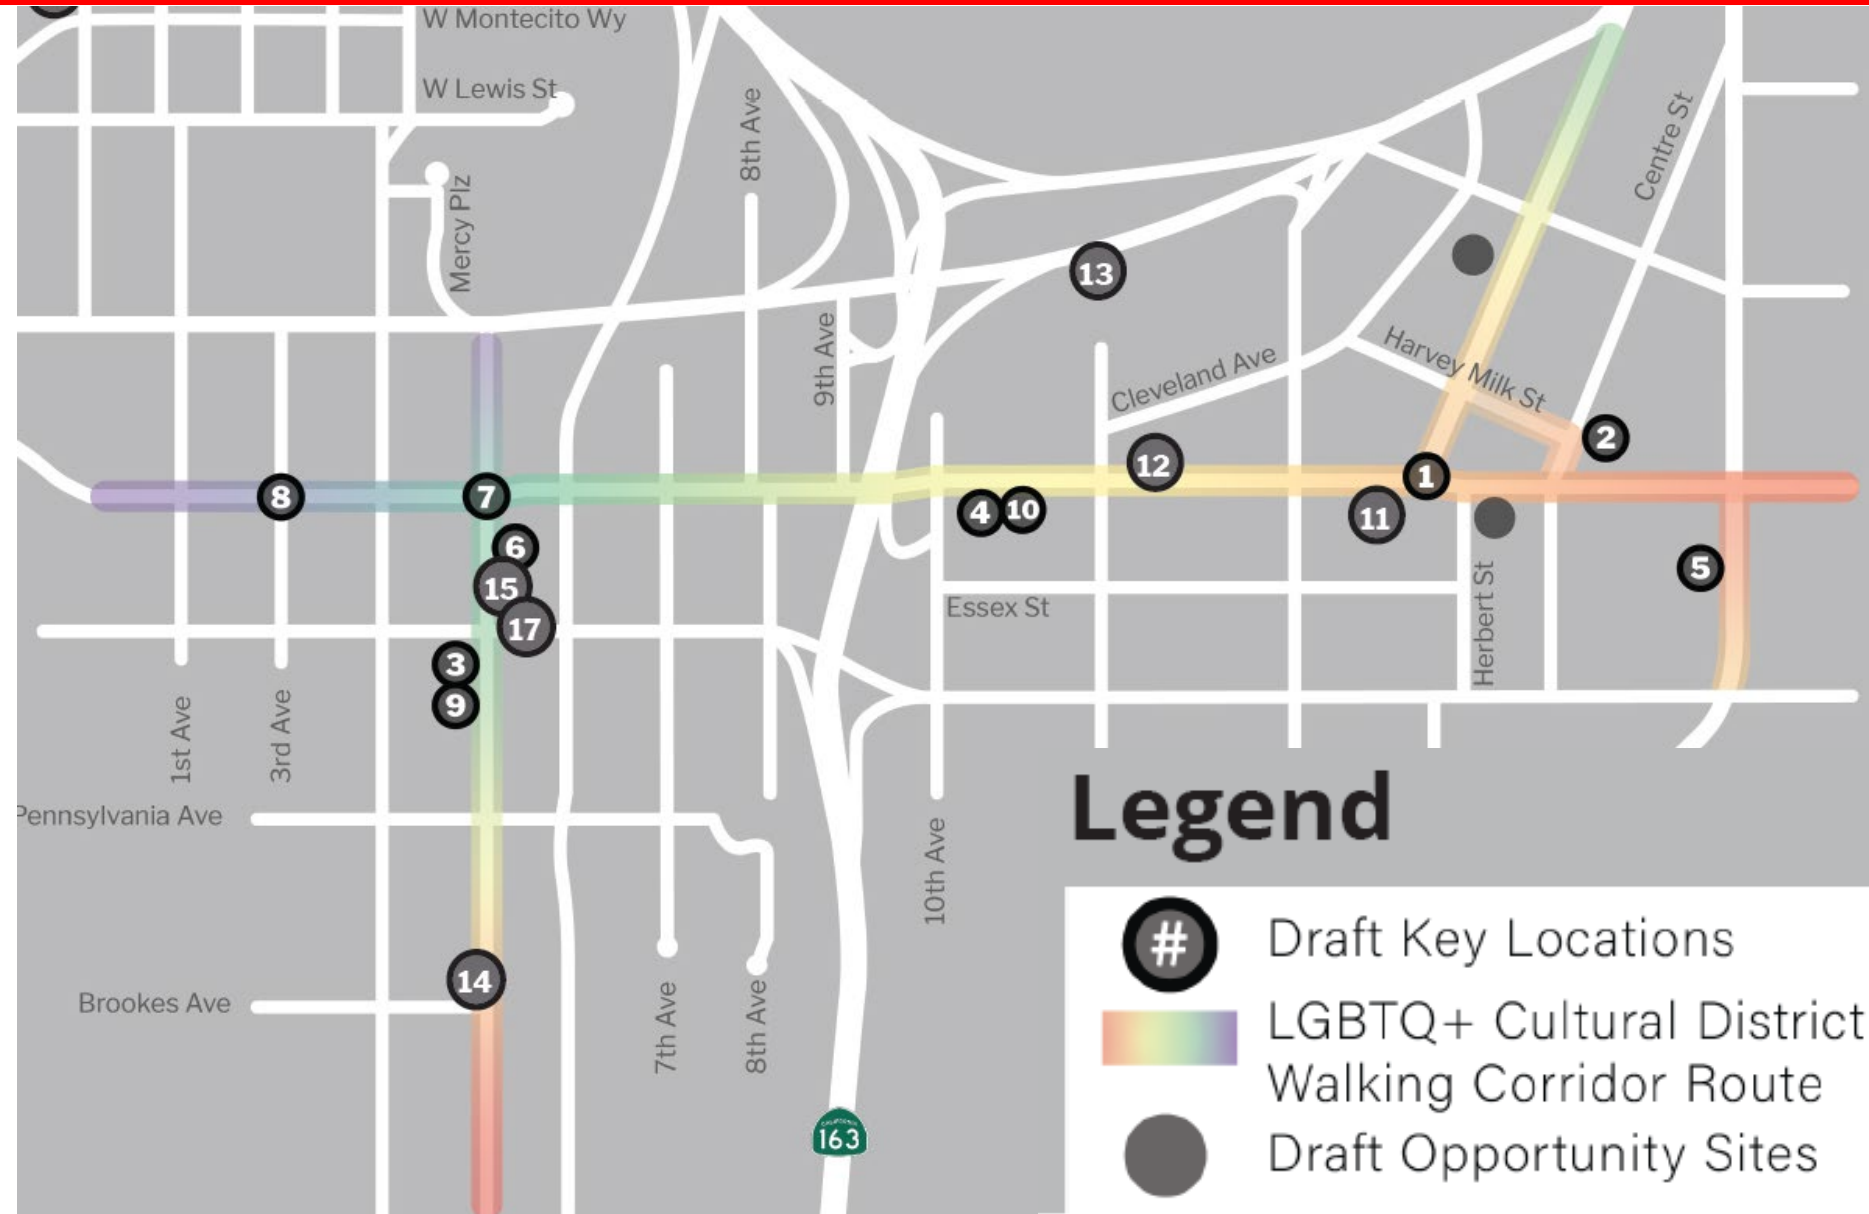 W Montecito Wy
W Lewis St
Mercy Plz
8th Ave
9th Ave
Centre St
Harvey Milk St
Cleveland Ave
13
2
12
1
8
7
4
10
11
6
5
15
17
Essex St
Herbert St
3
9
1st Ave
3rd Ave
Pennsylvania Ave
10th Ave
14
Brookes Ave
7th Ave
8th Ave
CALIFORNIA
163
Legend
# Draft Key Locations
LGBTQ+ Cultural District
Walking Corridor Route
Draft Opportunity Sites